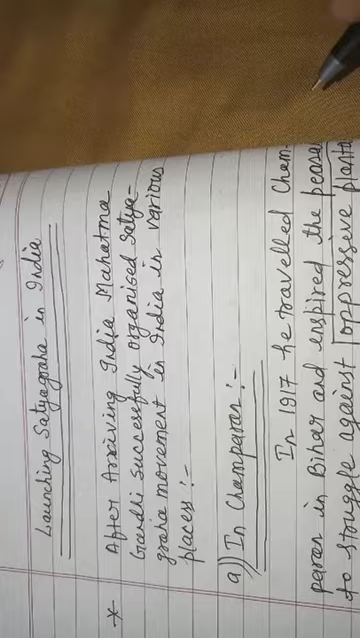 Launching Satyagraha in India
* After Arriving India Mahatma
Gandhi successfully organised satya-
graha movement in India in various
places :-
a)) In Champaran :-
In 1917 he travelled Cham-
paran in Bihar and inspired the peasa
to struggle against oppressive planta